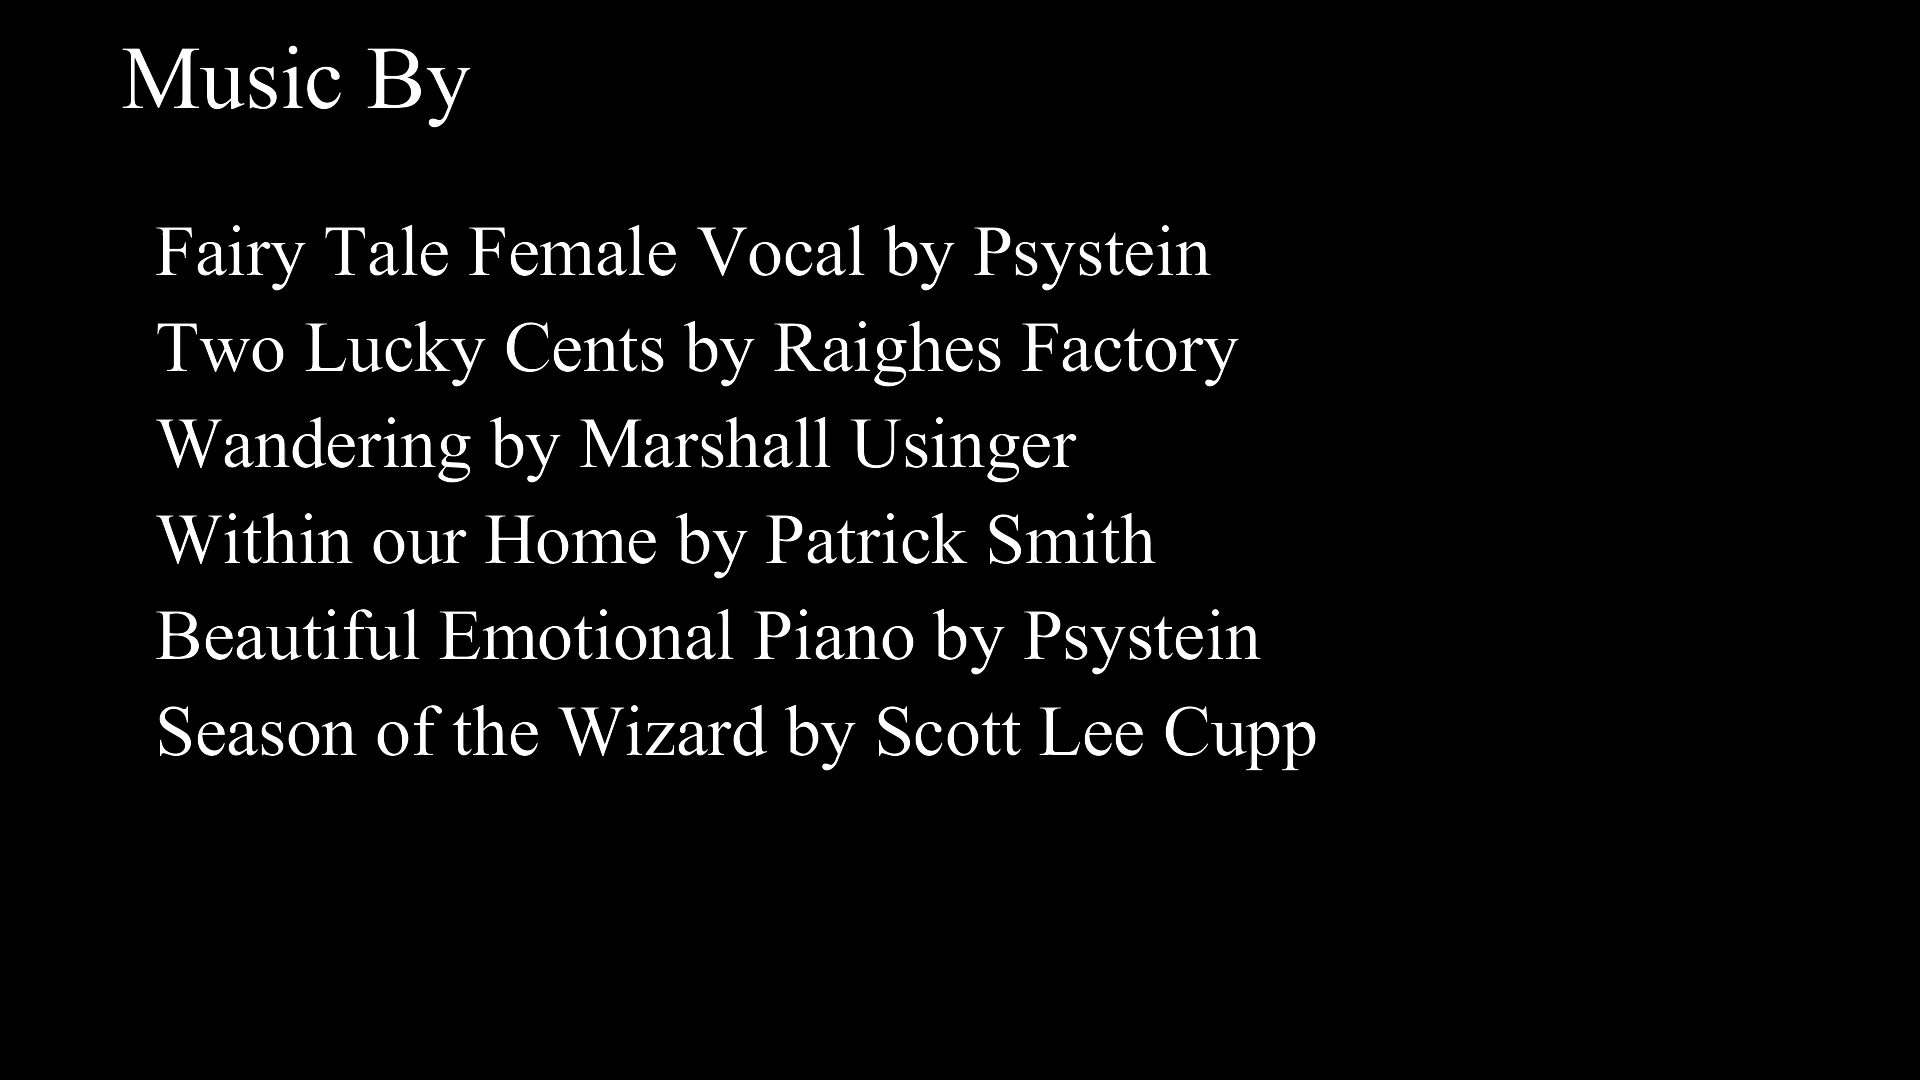 Music By
Fairy Tale Female Vocal by Psystein
Two Lucky Cents by Raighes Factory
Wandering by Marshall Usinger
Within our Home by Patrick Smith
Beautiful Emotional Piano by Psystein
Season of the Wizard by Scott Lee Cupp